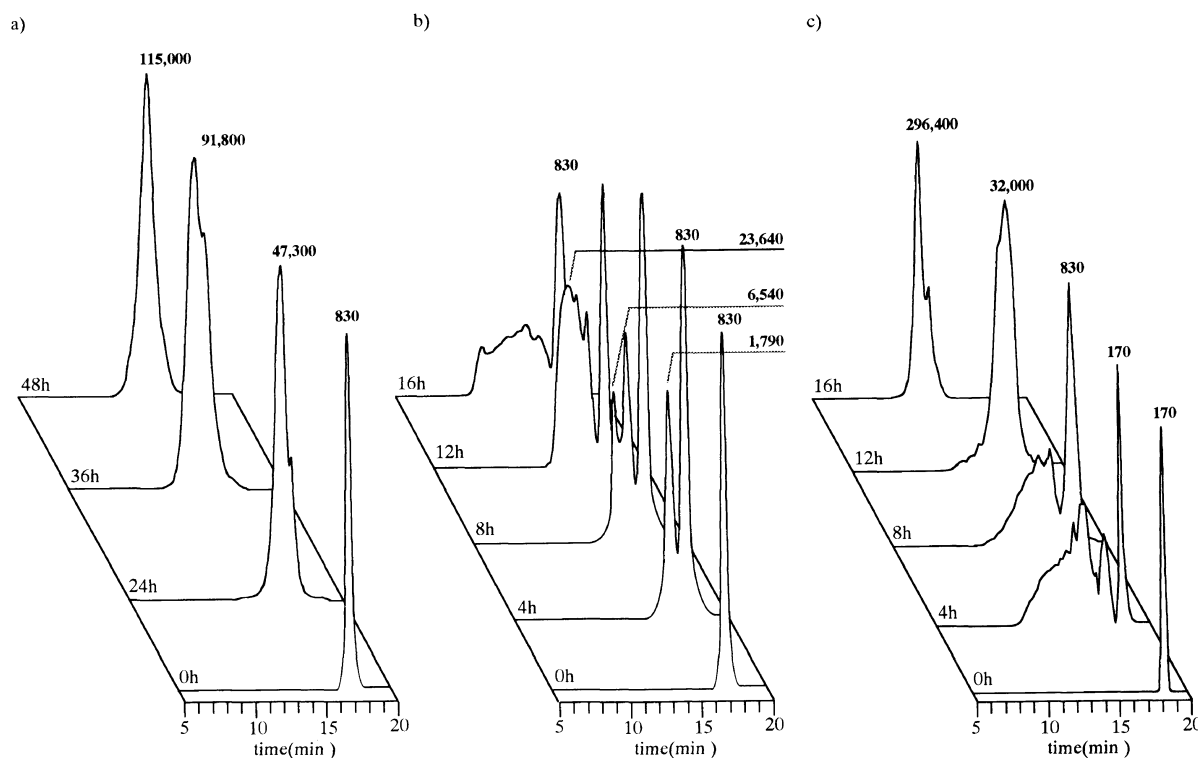 a)
115,000
91,800
47,300
830
48h
36h
24h
0h
5 10 15 20
time(min )
b)
830
830
23,640
6,540
830
1,790
16h
12h
8h
4h
0h
5 10 15 20
time(min )
c)
296,400
32,000
830
170
170
16h
12h
8h
4h
0h
5 10 15 20
time(min )